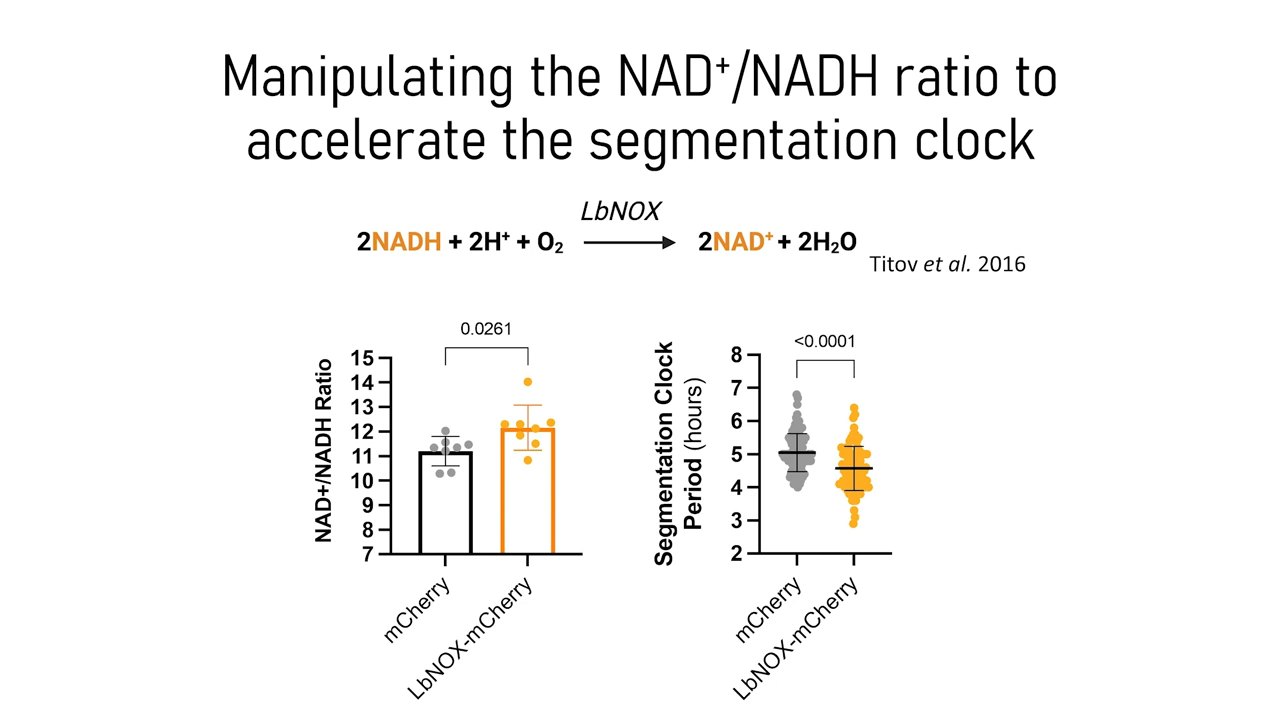 Manipulating the NAD⁺/NADH ratio to
accelerate the segmentation clock
LbNOX
2NADH + 2H⁺ + O₂ → 2NAD⁺ + 2H₂O
Titov et al. 2016
0.0261
NAD+/NADH Ratio
15
14
13
12
11
10
9
8
7
mCherry
LbNOX-mCherry
<0.0001
Segmentation Clock
Period (hours)
8
7
6
5
4
3
2
mCherry
LbNOX-mCherry